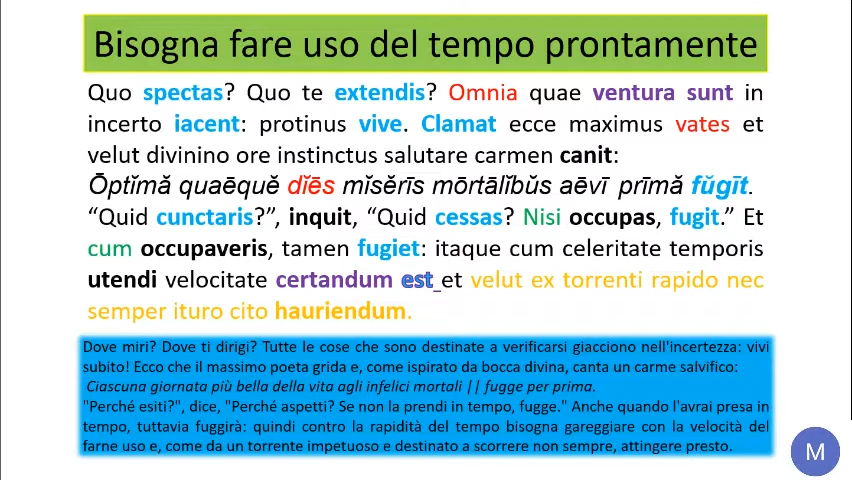 Bisogna fare uso del tempo prontamente
Quo spectas? Quo te extendis? Omnia quae ventura sunt in
incerto iacent: protinus vive. Clamat ecce maximus vates et
velut divinino ore instinctus salutare carmen canit:
Ōptĭmă quaēquĕ dĭēs mĭsĕrīs mōrtālĭbŭs aēvī prīmă fŭgīt.
“Quid cunctaris?”, inquit, “Quid cessas? Nisi occupas, fugit.” Et
cum occupaveris, tamen fugiet: itaque cum celeritate temporis
utendi velocitate certandum est et velut ex torrenti rapido nec
semper ituro cito hauriendum.
Dove miri? Dove ti dirigi? Tutte le cose che sono destinate a verificarsi giacciono nell'incertezza: vivi
subito! Ecco che il massimo poeta grida e, come ispirato da bocca divina, canta un carme salvifico:
Ciascuna giornata più bella della vita agli infelici mortali || fugge per prima.
"Perché esiti?", dice, "Perché aspetti? Se non la prendi in tempo, fugge." Anche quando l'avrai presa in
tempo, tuttavia fuggirà: quindi contro la rapidità del tempo bisogna gareggiare con la velocità del
farne uso e, come da un torrente impetuoso e destinato a scorrere non sempre, attingere presto.
M